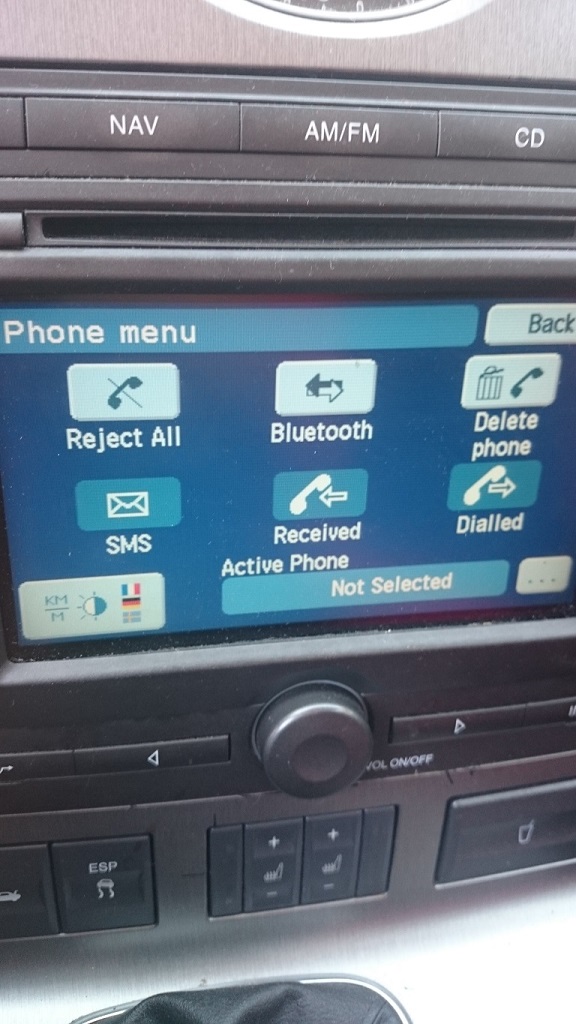 NAV
AM/FM
CD
Phone menu
Back
Reject All
Bluetooth
Delete
phone
SMS
Received
Dialled
Active Phone
Not Selected
...
KM
M
VOL ON/OFF
ESP